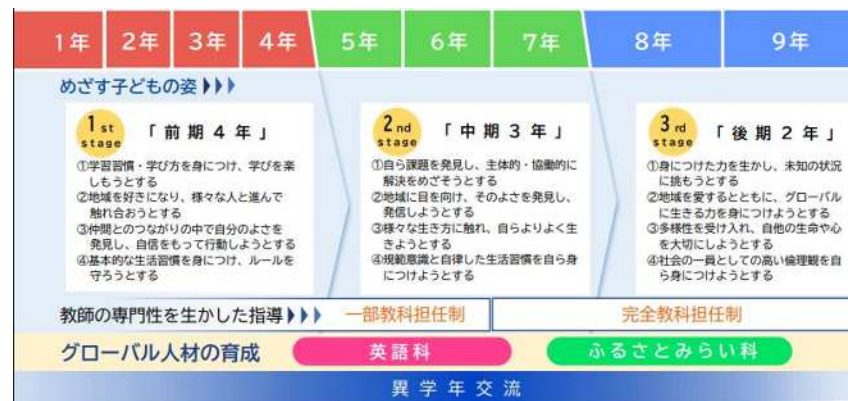 1年 2年 3年 4年 5年 6年 7年 8年 9年
めざす子どもの姿
1st stage 「前期4年」
①学習習慣・学び方を身につけ、学びを楽
しもうとする
②地域を好きになり、様々な人と進んで
触れ合おうとする
③仲間とのつながりの中で自分のよさを
発見し、自信をもって行動しようとする
④基本的な生活習慣を身につけ、ルールを
守ろうとする
2nd stage 「中期3年」
①自ら課題を発見し、主体的・協働的に
解決をめざそうとする
②地域に目を向け、そのよさを発見し、
発信しようとする
③様々な生き方に触れ、自らよりよく生
きようとする
④規範意識と自律した生活習慣を自ら身
につけようとする
3rd stage 「後期2年」
①身につけた力を生かし、未知の状況
に挑もうとする
②地域を愛するとともに、グローバル
に生きる力を身につけようとする
③多様性を受け入れ、自他の生命や心
を大切にしようとする
④社会の一員としての高い倫理観を自
ら身につけようとする
教師の専門性を生かした指導 一部教科担任制 完全教科担任制
グローバル人材の育成 英語科 ふるさとみらい科
異学年交流